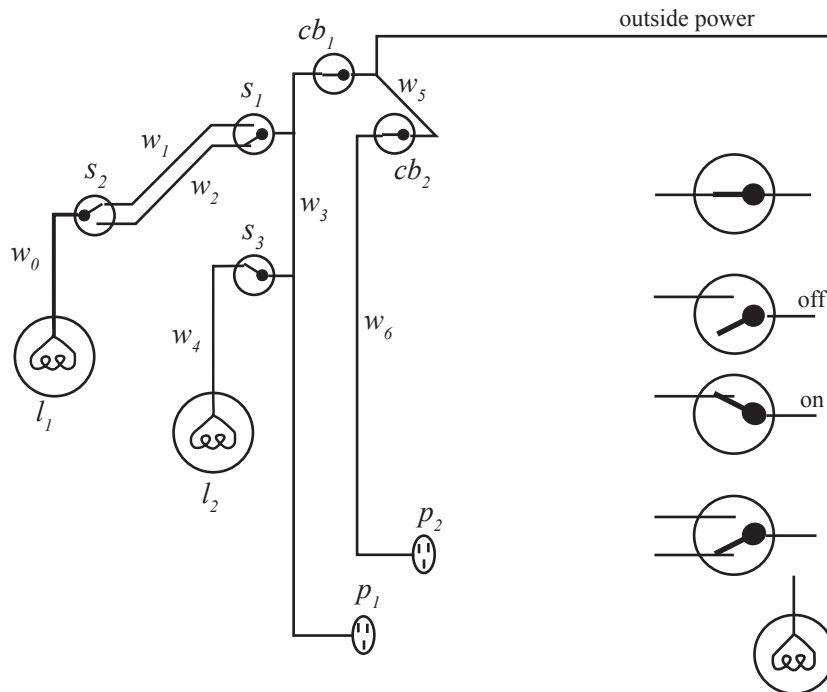 outside power
cb₁
w₅
s₁
cb₂
w₁
s₂
w₂
w₃
s₃
w₀
off
w₆
w₄
on
l₁
l₂
p₂
p₁